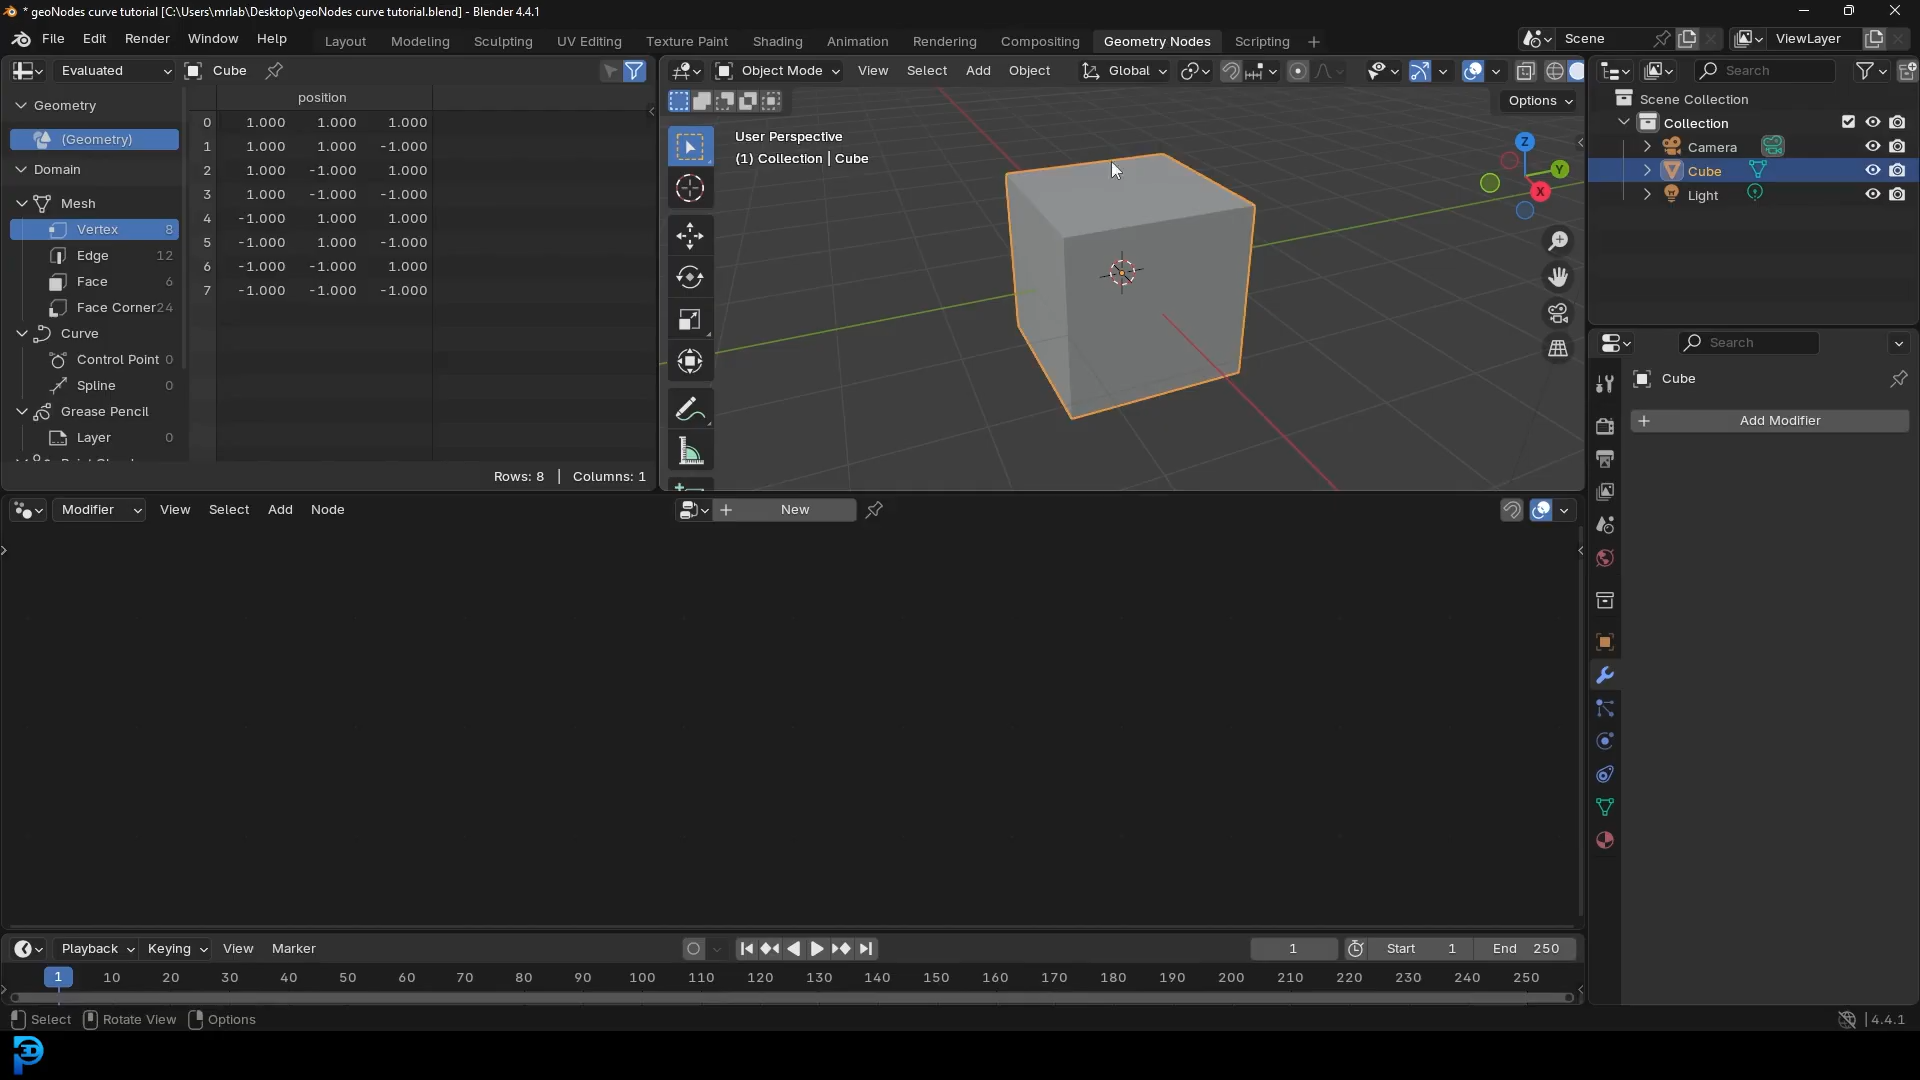 * geoNodes curve tutorial [C:\Users\mrlab\Desktop\geoNodes curve tutorial.blend] - Blender 4.4.1
File Edit Render Window Help Layout Modeling Sculpting UV Editing Texture Paint Shading Animation Rendering Compositing Geometry Nodes Scripting + Scene ViewLayer
Evaluated Cube
Object Mode View Select Add Object Global
Search
Geometry
(Geometry)
Domain
Mesh
Vertex 8
Edge 12
Face 6
Face Corner24
Curve
Control Point 0
Spline 0
Grease Pencil
Layer 0
position
0 1.000 1.000 1.000
1 1.000 1.000 -1.000
2 1.000 -1.000 1.000
3 1.000 -1.000 -1.000
4 -1.000 1.000 1.000
5 -1.000 1.000 -1.000
6 -1.000 -1.000 1.000
7 -1.000 -1.000 -1.000
Rows: 8 | Columns: 1
Options
User Perspective
(1) Collection | Cube
Z
Y
X
Scene Collection
Collection
Camera
Cube
Light
Search
Cube
+ Add Modifier
Modifier View Select Add Node + New
Playback Keying View Marker 1 Start 1 End 250
1 10 20 30 40 50 60 70 80 90 100 110 120 130 140 150 160 170 180 190 200 210 220 230 240 250
Select Rotate View Options | 4.4.1